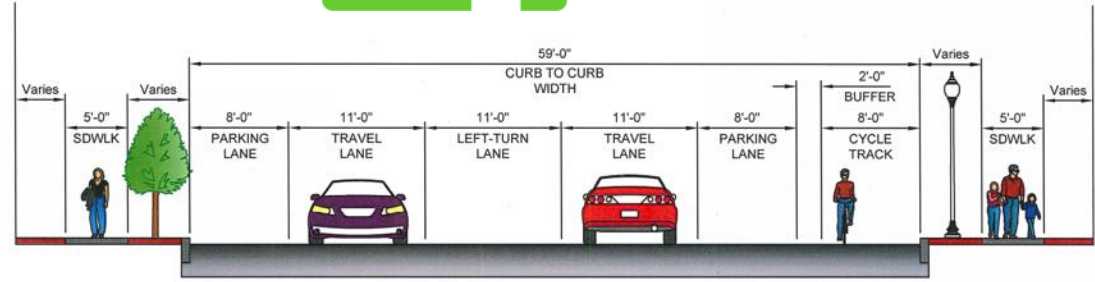 59'-0"
CURB TO CURB
WIDTH
Varies
Varies
Varies
2'-0"
BUFFER
Varies
5'-0"
SDWLK
8'-0"
PARKING
LANE
11'-0"
TRAVEL
LANE
11'-0"
LEFT-TURN
LANE
11'-0"
TRAVEL
LANE
8'-0"
PARKING
LANE
8'-0"
CYCLE
TRACK
5'-0"
SDWLK